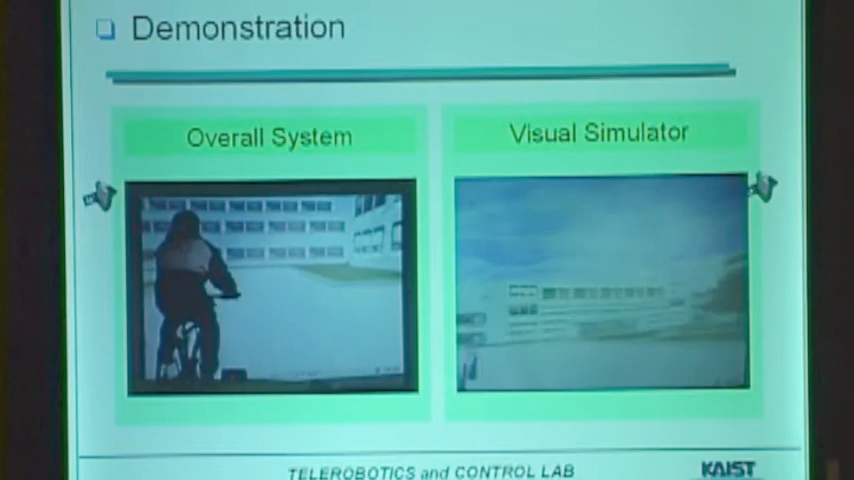 Demonstration
Overall System
Visual Simulator
TELEROBOTICS and CONTROL LAB
KAIST